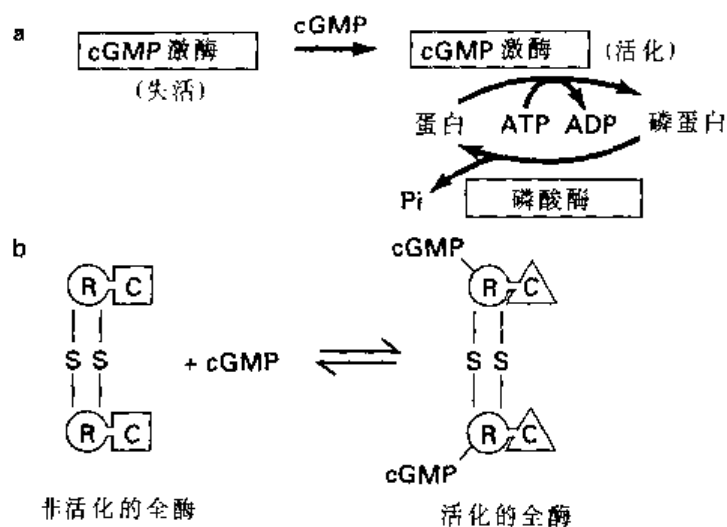 a
cGMP
cGMP 激酶
(失活)
cGMP 激酶 (活化)
蛋白 ATP ADP 磷蛋白
Pi 磷酸酶
b
cGMP
R C
R C
S S + cGMP
S S
R C
R C
cGMP
非活化的全酶
活化的全酶